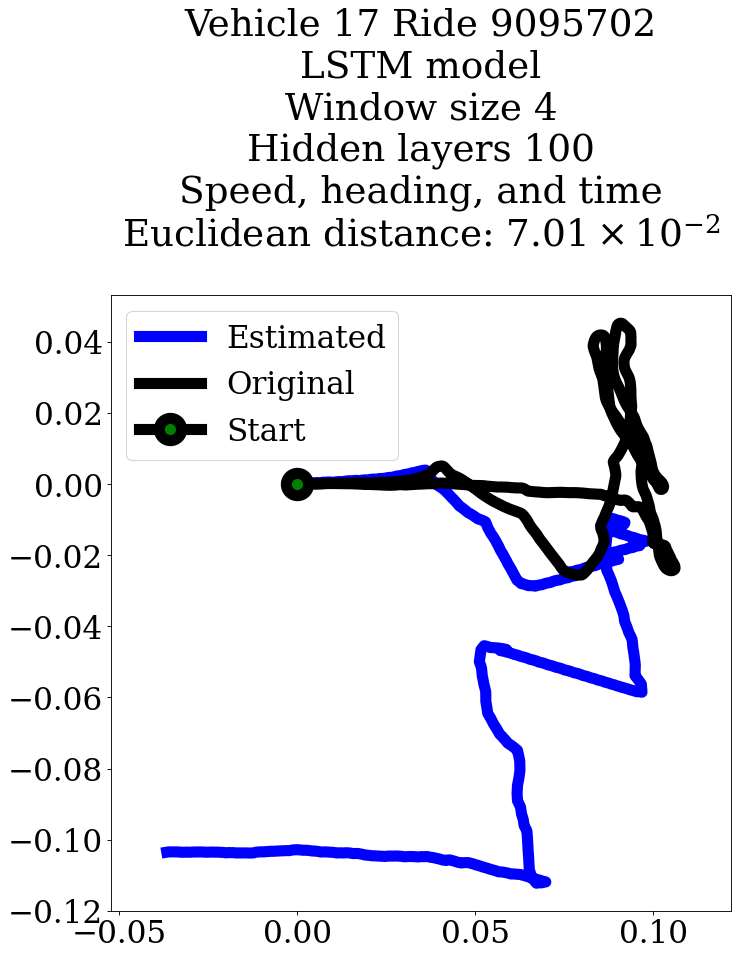 Vehicle 17 Ride 9095702
LSTM model
Window size 4
Hidden layers 100
Speed, heading, and time
Euclidean distance: 7.01 × 10⁻²
Estimated
Original
Start
0.04
0.02
0.00
−0.02
−0.04
−0.06
−0.08
−0.10
−0.12
−0.05
0.00
0.05
0.10